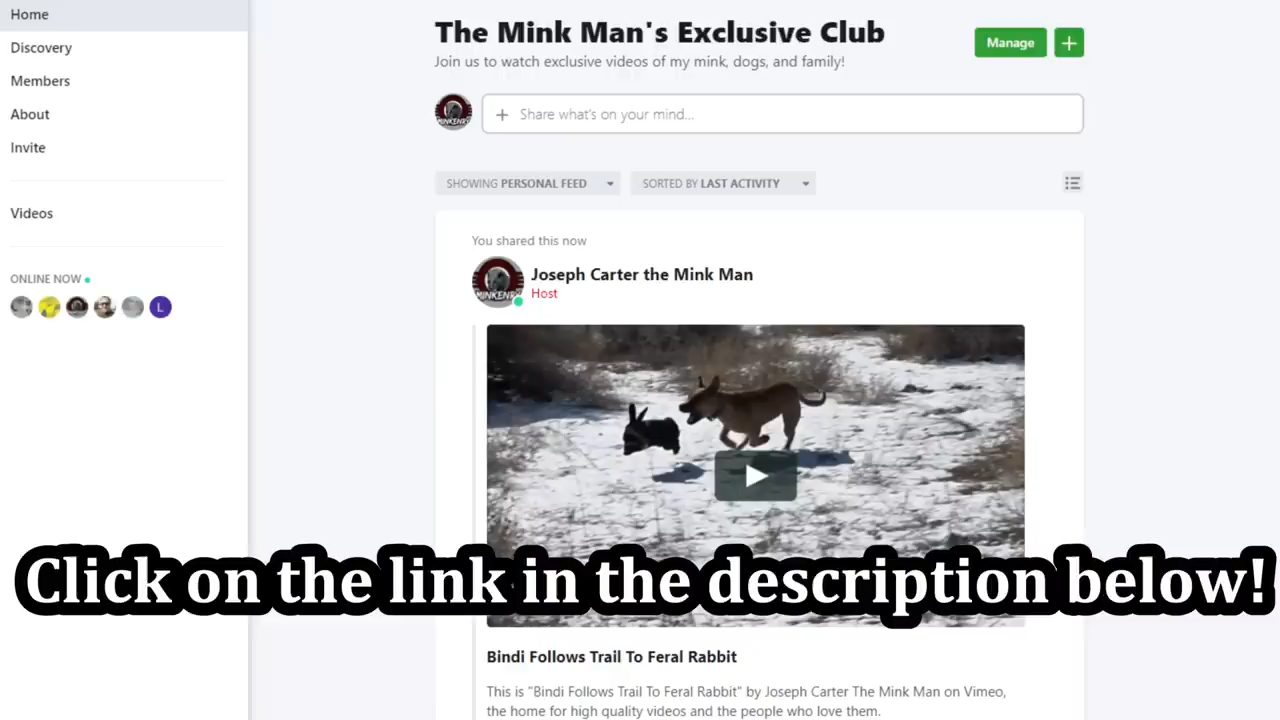 Home
Discovery
Members
About
Invite
Videos
ONLINE NOW
L
The Mink Man's Exclusive Club
Join us to watch exclusive videos of my mink, dogs, and family!
Manage
+
+ Share what's on your mind...
SHOWING PERSONAL FEED
SORTED BY LAST ACTIVITY
You shared this now
MINKENRY
Joseph Carter the Mink Man
Host
Click on the link in the description below!
Bindi Follows Trail To Feral Rabbit
This is "Bindi Follows Trail To Feral Rabbit" by Joseph Carter The Mink Man on Vimeo,
the home for high quality videos and the people who love them.